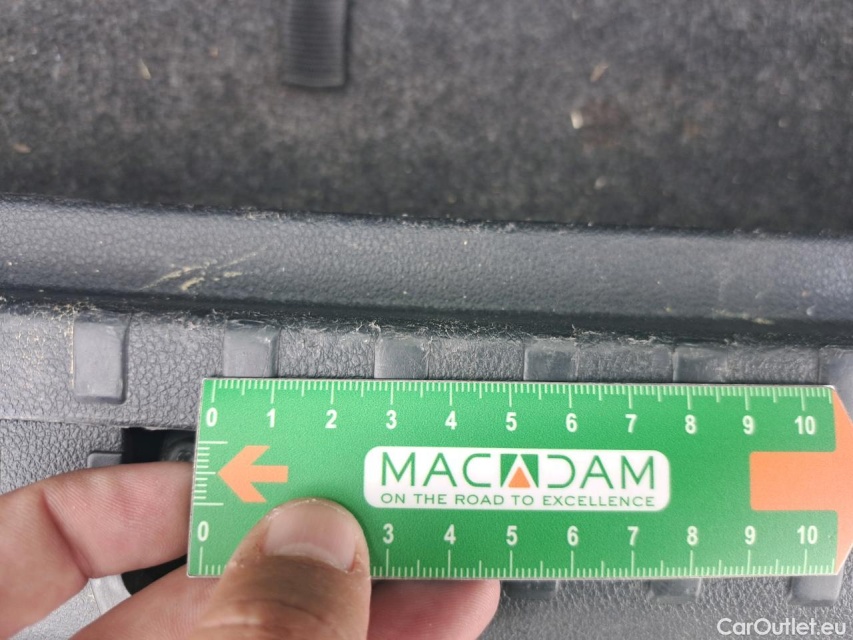 0 1 2 3 4 5 6 7 8 9 10
MACADAM
ON THE ROAD TO EXCELLENCE
0 3 4 5 6 7 8 9 10
CarOutlet.eu